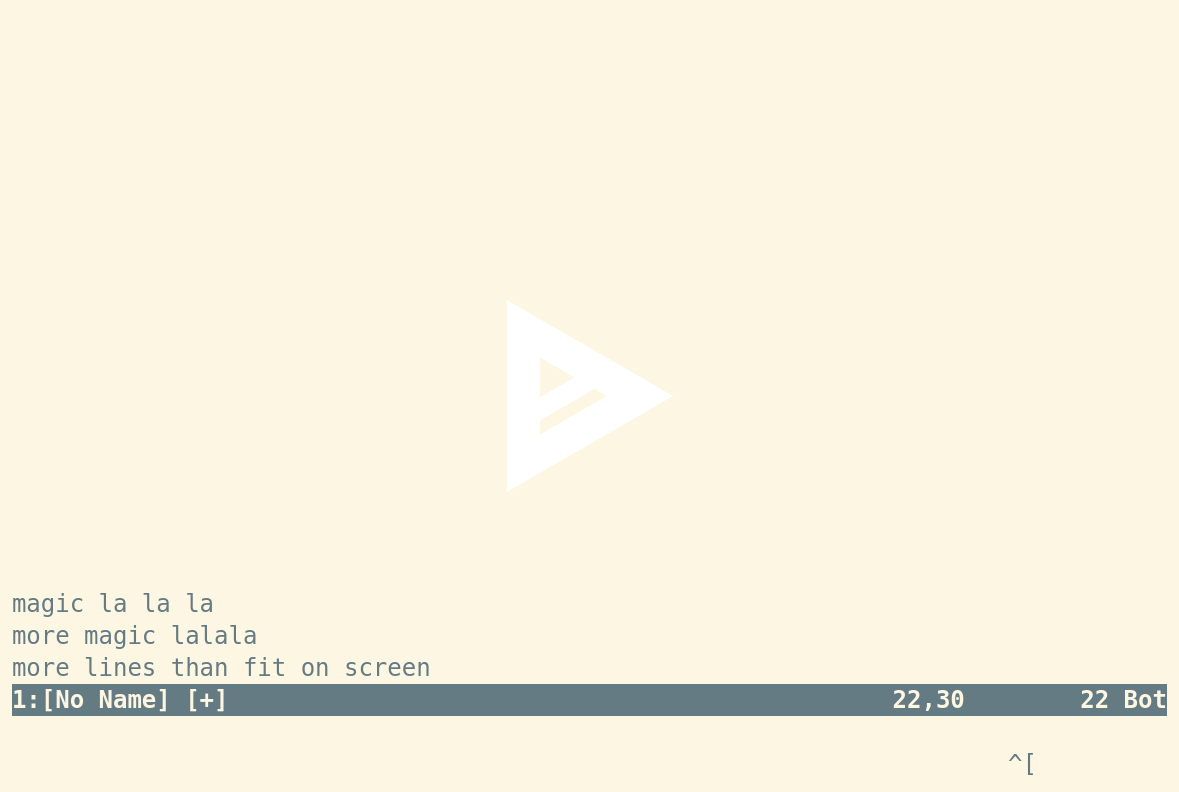 magic la la la
more magic lalala
more lines than fit on screen
1:[No Name] [+] 22,30 22 Bot
^[